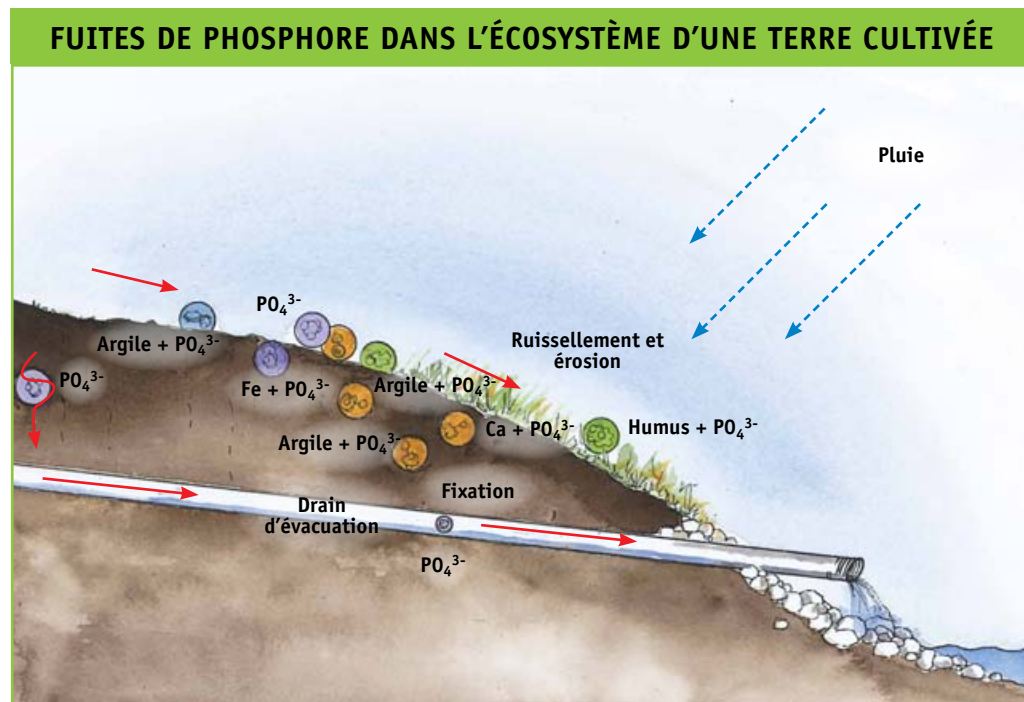 FUITES DE PHOSPHORE DANS L'ÉCOSYSTÈME D'UNE TERRE CULTIVÉE
Pluie
PO₄³⁻
Ruissellement et
érosion
Argile + PO₄³⁻
PO₄³⁻
Fe + PO₄³⁻
Argile + PO₄³⁻
Argile + PO₄³⁻
Ca + PO₄³⁻
Humus + PO₄³⁻
Fixation
Drain
d'évacuation
PO₄³⁻